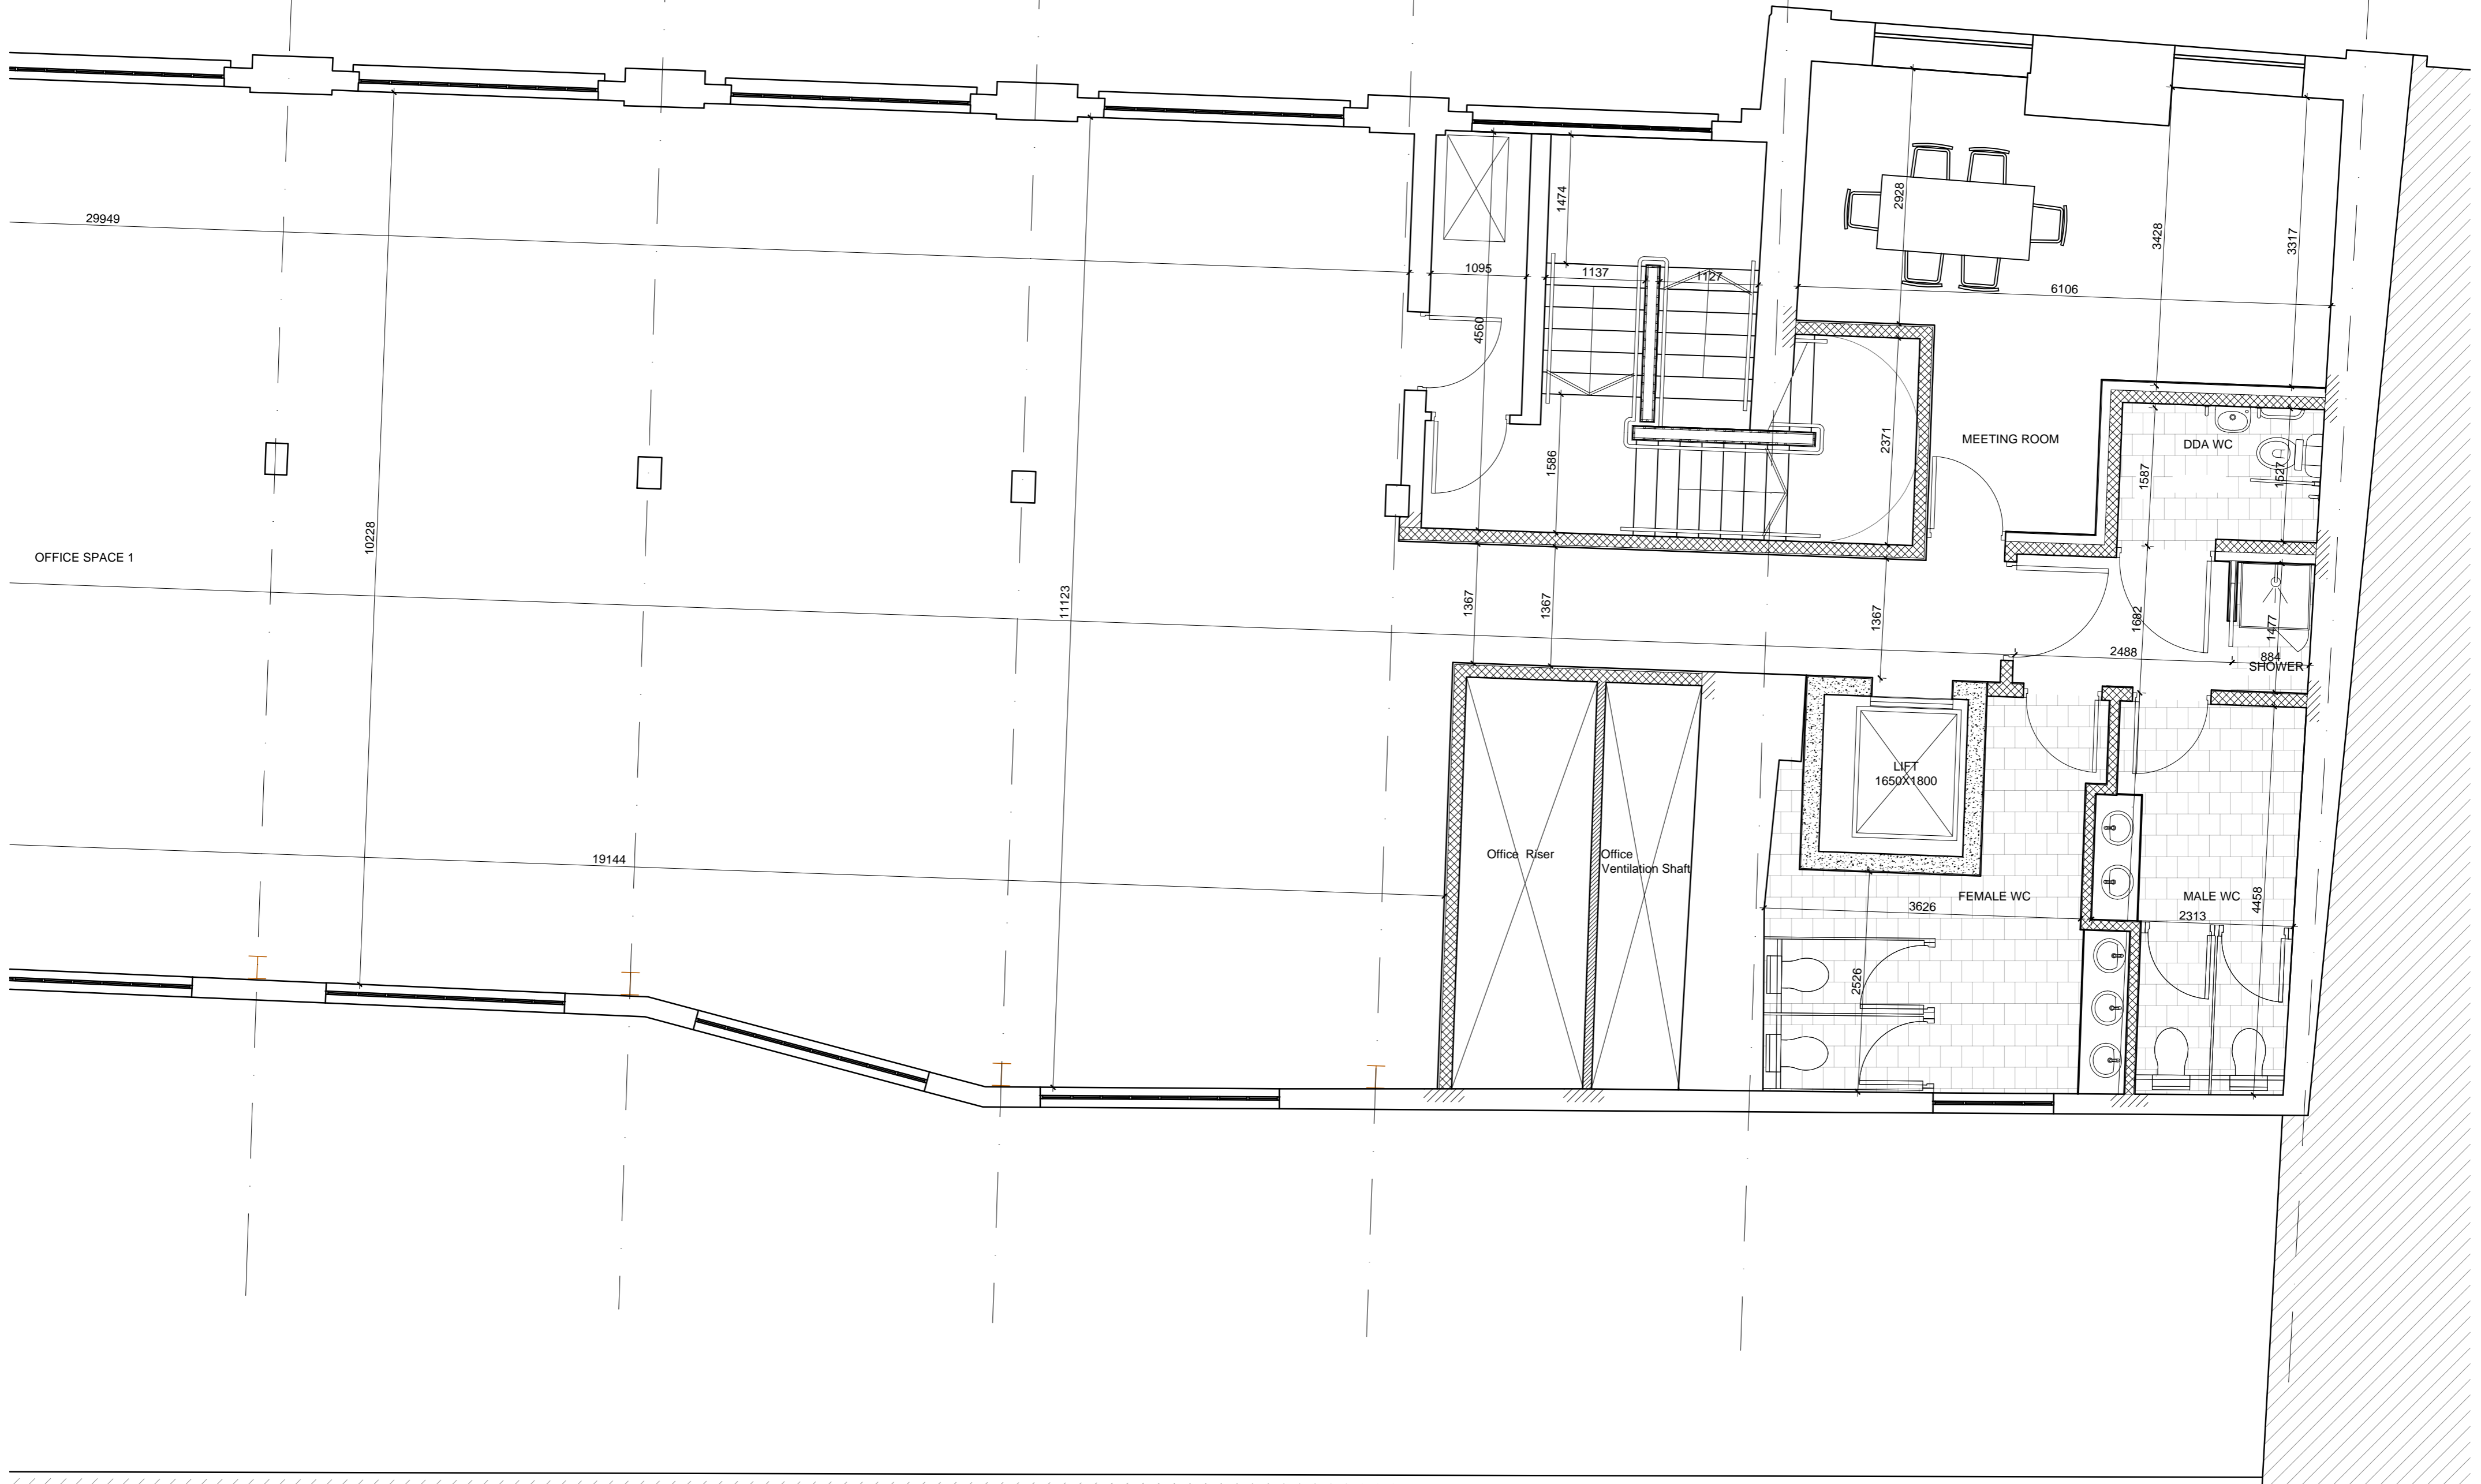 29949
1474
2928
3428
3317
1095
1137
1127
6106
4560
10228
1586
2371
MEETING ROOM
DDA WC
1587
1527
OFFICE SPACE 1
11123
1367
1367
1367
1682
1477
2488
884
SHOWER
LIFT
1650X1800
19144
Office Riser
Office
Ventilation Shaft
3626
FEMALE WC
MALE WC
4458
2313
2526